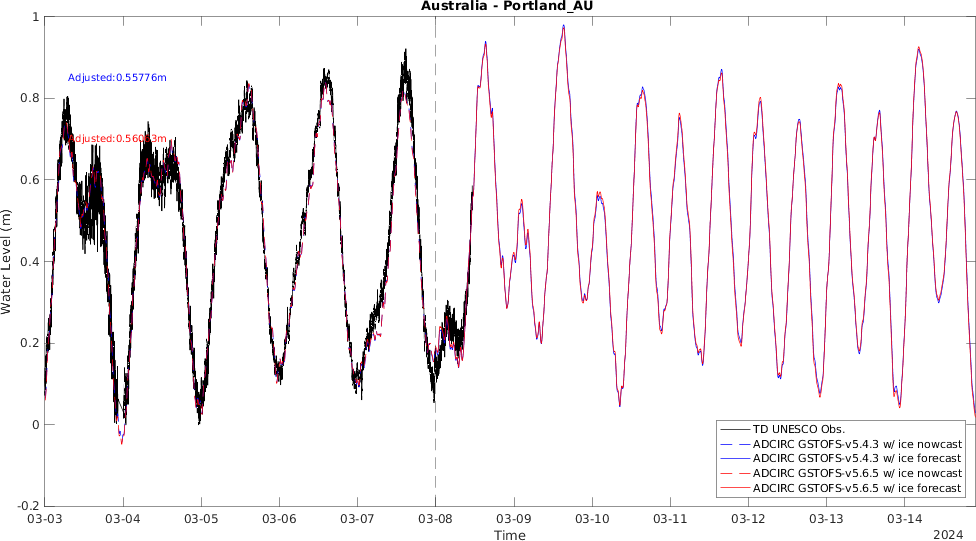 Australia - Portland_AU
Water Level (m)
1
0.8
0.6
0.4
0.2
0
-0.2
Adjusted:0.55776m
03-03
03-04
03-05
03-06
03-07
03-08
03-09
03-10
03-11
03-12
03-13
03-14
Time
2024
TD UNESCO Obs.
ADCIRC GSTOFS-v5.4.3 w/ ice nowcast
ADCIRC GSTOFS-v5.4.3 w/ ice forecast
ADCIRC GSTOFS-v5.6.5 w/ ice nowcast
ADCIRC GSTOFS-v5.6.5 w/ ice forecast